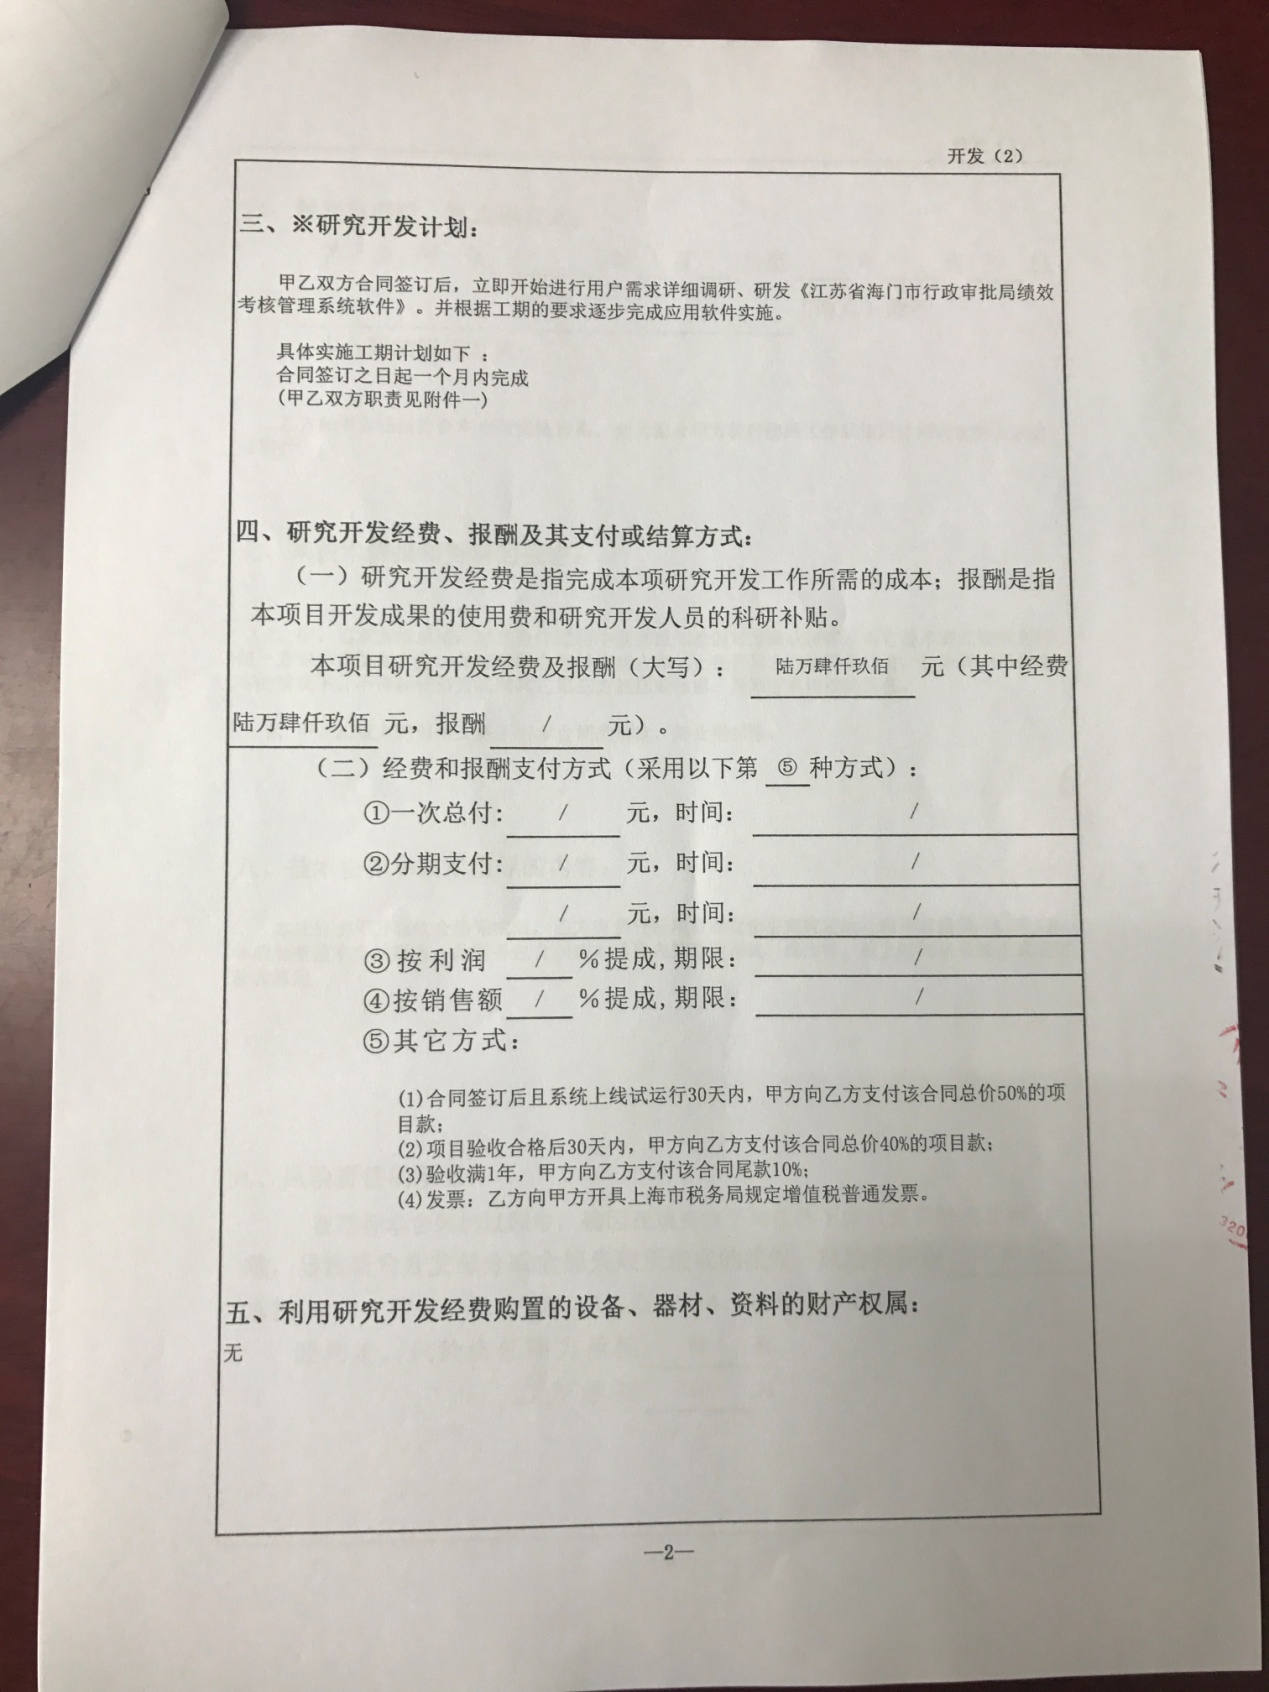 开发（2）
三、※研究开发计划：
甲乙双方合同签订后，立即开始进行用户需求详细调研、研发《江苏省海门市行政审批局绩效
考核管理系统软件》。并根据工期的要求逐步完成应用软件实施。
具体实施工期计划如下 ：
合同签订之日起一个月内完成
(甲乙双方职责见附件一)
四、研究开发经费、报酬及其支付或结算方式：
（一）研究开发经费是指完成本项研究开发工作所需的成本；报酬是指
本项目开发成果的使用费和研究开发人员的科研补贴。
本项目研究开发经费及报酬（大写）： 陆万肆仟玖佰 元（其中经费
陆万肆仟玖佰 元，报酬 / 元）。
（二）经费和报酬支付方式（采用以下第 ⑤ 种方式）：
①一次总付： / 元，时间： /
②分期支付： / 元，时间： /
/ 元，时间： /
③按利润 / %提成,期限： /
④按销售额 / %提成,期限： /
⑤其它方式：
(1)合同签订后且系统上线试运行30天内，甲方向乙方支付该合同总价50%的项
目款；
(2)项目验收合格后30天内，甲方向乙方支付该合同总价40%的项目款；
(3)验收满1年，甲方向乙方支付该合同尾款10%；
(4)发票：乙方向甲方开具上海市税务局规定增值税普通发票。
320
五、利用研究开发经费购置的设备、器材、资料的财产权属：
无
—2—